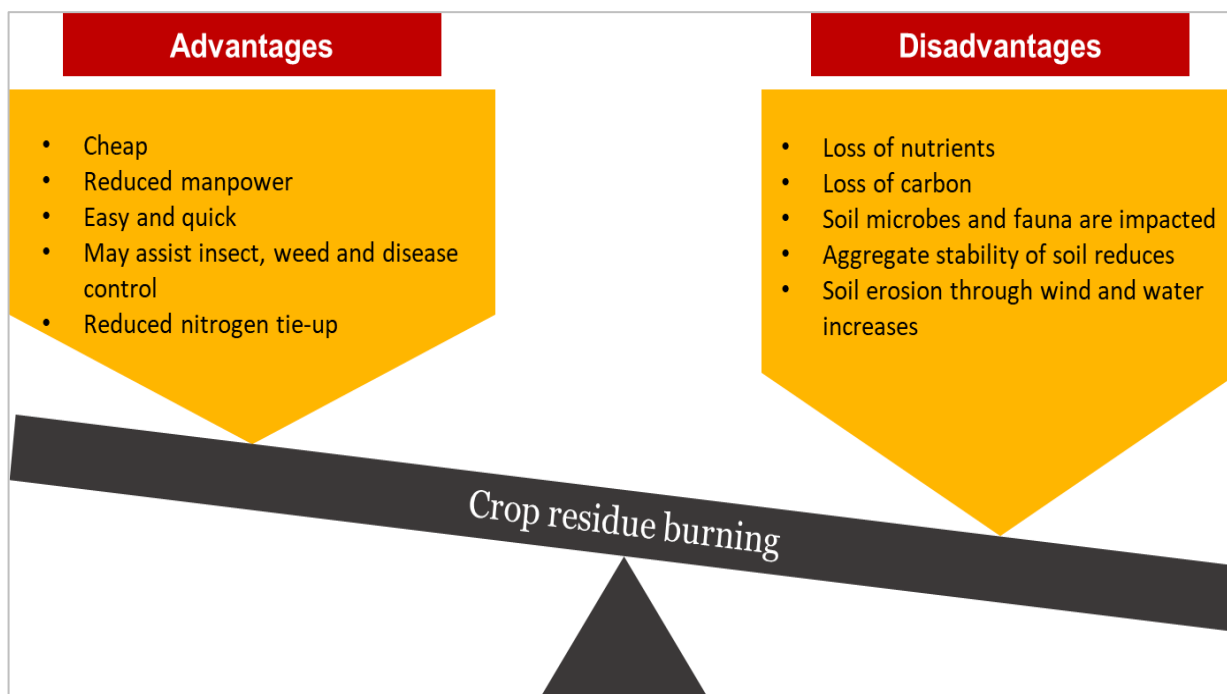 Advantages
• Cheap
• Reduced manpower
• Easy and quick
• May assist insect, weed and disease
control
• Reduced nitrogen tie-up
Disadvantages
• Loss of nutrients
• Loss of carbon
• Soil microbes and fauna are impacted
• Aggregate stability of soil reduces
• Soil erosion through wind and water
increases
Crop residue burning